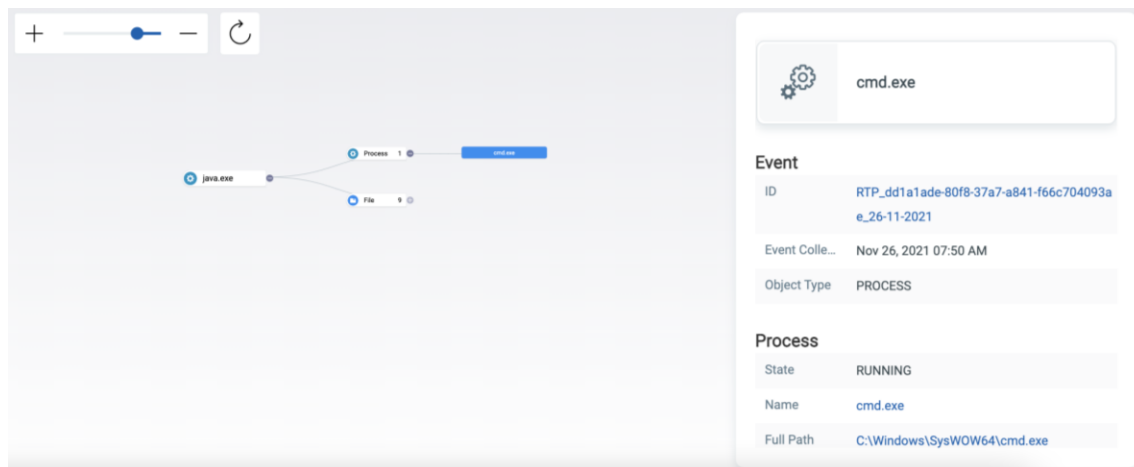 cmd.exe
Process 1
cmd.exe
java.exe
File 9
Event
ID
RTP_dd1a1ade-80f8-37a7-a841-f66c704093a
e_26-11-2021
Event Colle... Nov 26, 2021 07:50 AM
Object Type PROCESS
Process
State RUNNING
Name cmd.exe
Full Path C:\Windows\SysWOW64\cmd.exe